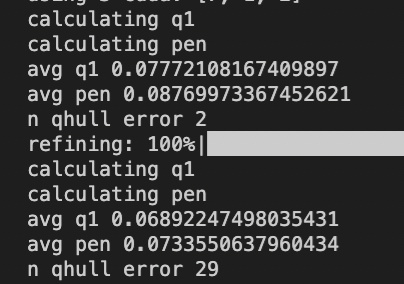 calculating q1
calculating pen
avg q1 0.07772108167409897
avg pen 0.08769973367452621
n qhull error 2
refining: 100%|
calculating q1
calculating pen
avg q1 0.06892247498035431
avg pen 0.0733550637960434
n qhull error 29